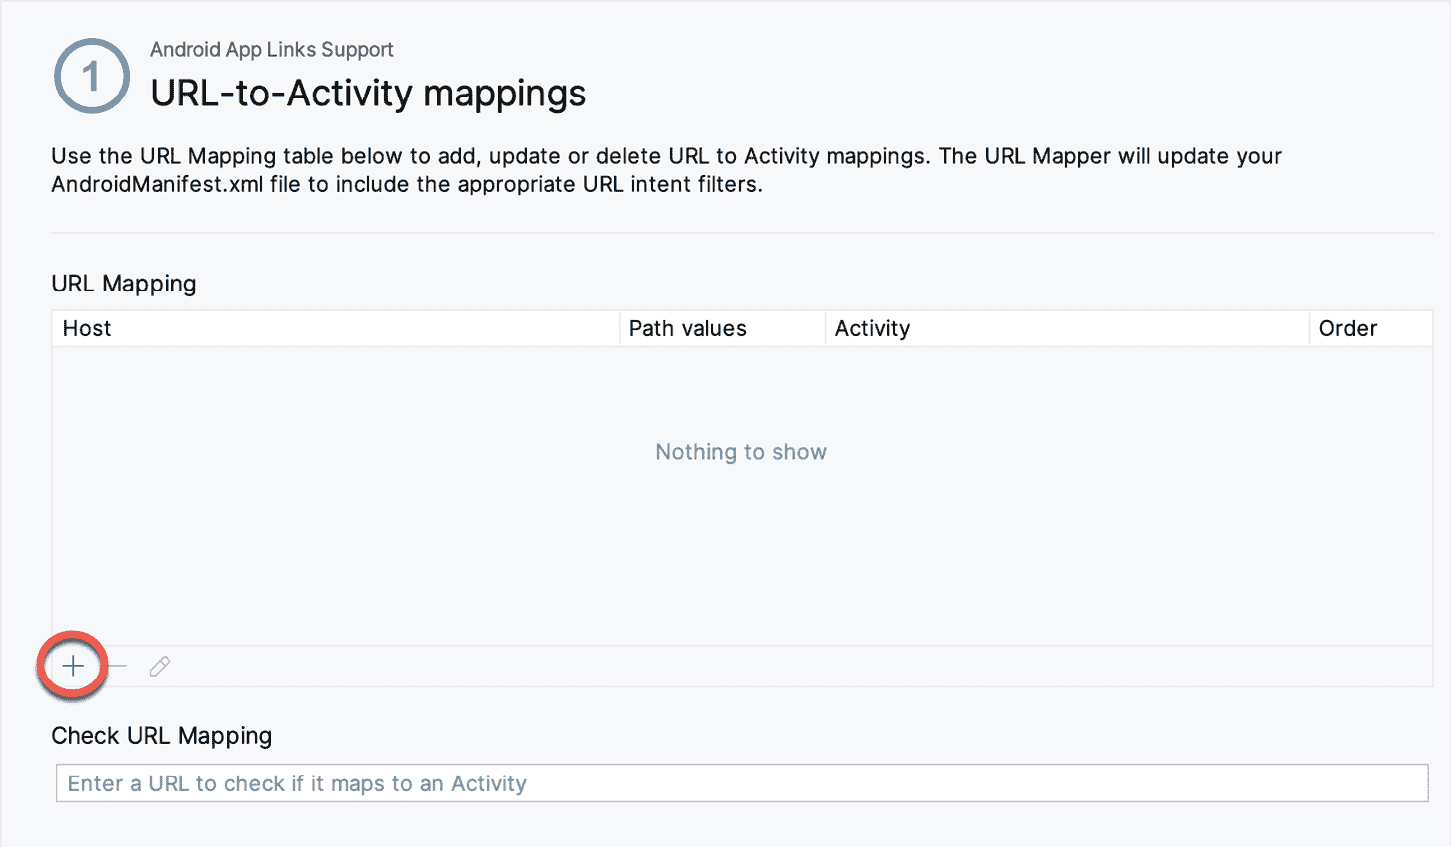 1
Android App Links Support
URL-to-Activity mappings
Use the URL Mapping table below to add, update or delete URL to Activity mappings. The URL Mapper will update your
AndroidManifest.xml file to include the appropriate URL intent filters.
URL Mapping
Host Path values Activity Order
Nothing to show
Check URL Mapping
Enter a URL to check if it maps to an Activity